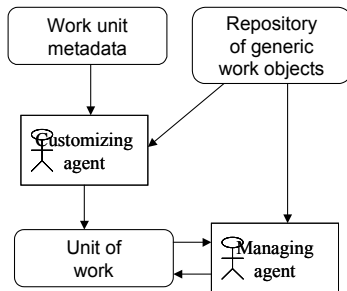 Work unit
metadata
Repository
of generic
work objects
Customizing
agent
Unit of
work
Managing
agent